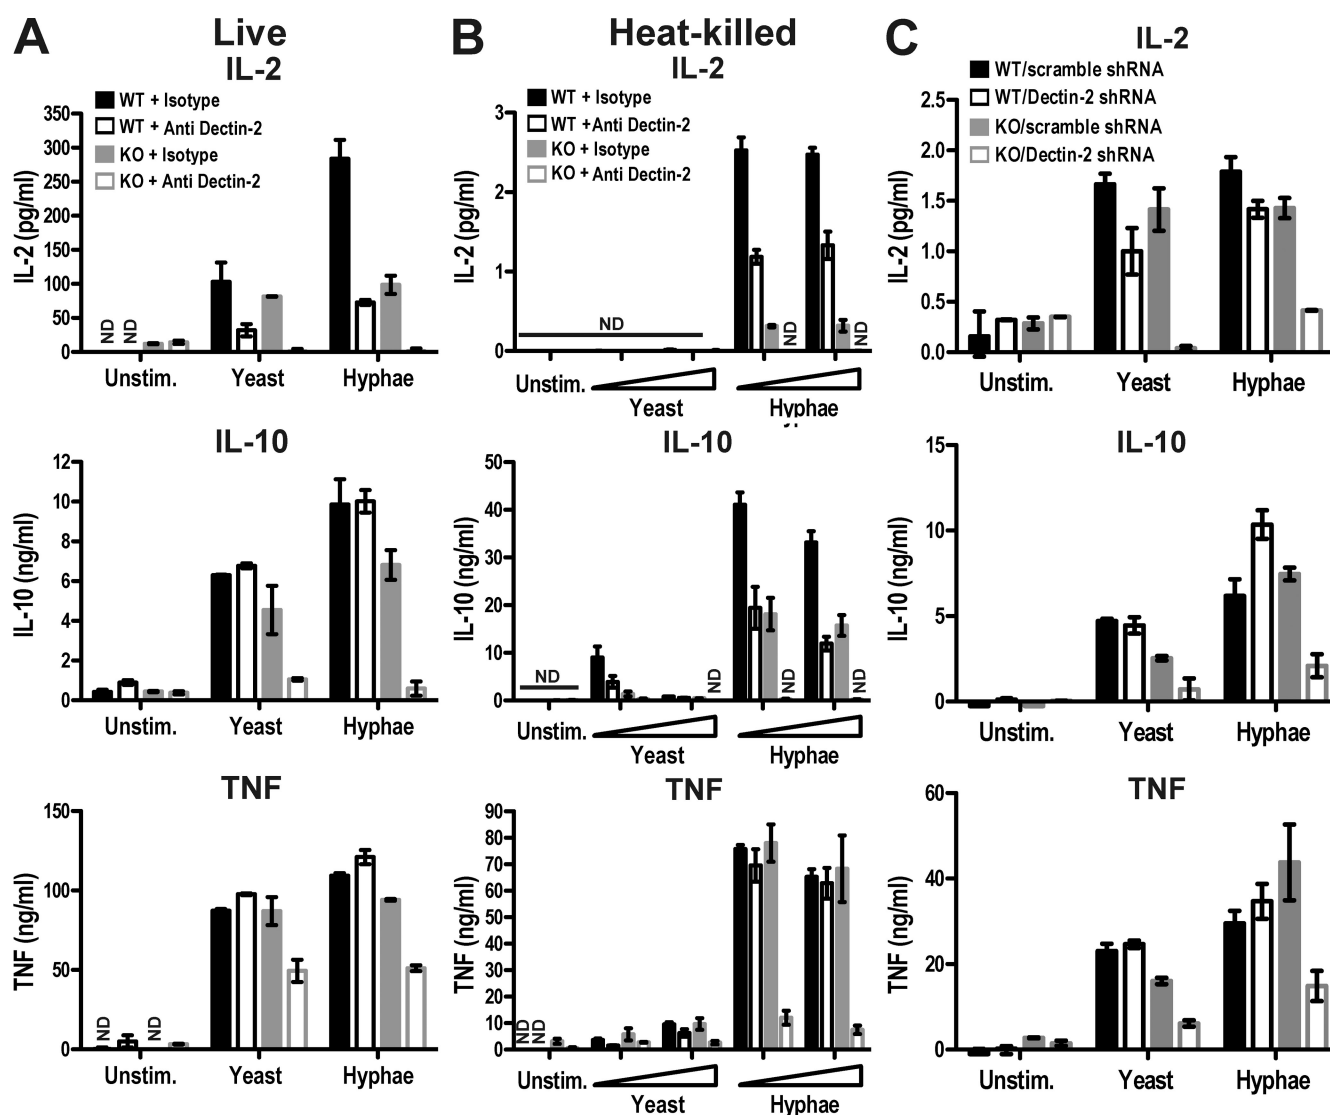 A
Live
IL-2
WT + Isotype
WT + Anti Dectin-2
KO + Isotype
KO + Anti Dectin-2
IL-2 (pg/ml)
350
300
250
200
150
100
50
0
ND
ND
Unstim.
Yeast
Hyphae
IL-10
IL-10 (ng/ml)
12
10
8
6
4
2
0
Unstim.
Yeast
Hyphae
TNF
TNF (ng/ml)
150
100
50
0
ND
ND
Unstim.
Yeast
Hyphae
B
Heat-killed
IL-2
WT + Isotype
WT +Anti Dectin-2
KO + Isotype
KO + Anti Dectin-2
IL-2 (pg/ml)
3
2
1
0
ND
ND
ND
Unstim.
Yeast
Hyphae
IL-10
IL-10 (ng/ml)
50
40
30
20
10
0
ND
ND
ND
ND
Unstim.
Yeast
Hyphae
TNF
TNF (ng/ml)
90
80
70
60
50
40
30
20
10
0
ND
ND
Unstim.
Yeast
Hyphae
C
IL-2
WT/scramble shRNA
WT/Dectin-2 shRNA
KO/scramble shRNA
KO/Dectin-2 shRNA
IL-2 (pg/ml)
2.5
2.0
1.5
1.0
0.5
0.0
Unstim.
Yeast
Hyphae
IL-10
IL-10 (ng/ml)
15
10
5
0
Unstim.
Yeast
Hyphae
TNF
TNF (ng/ml)
60
40
20
0
Unstim.
Yeast
Hyphae